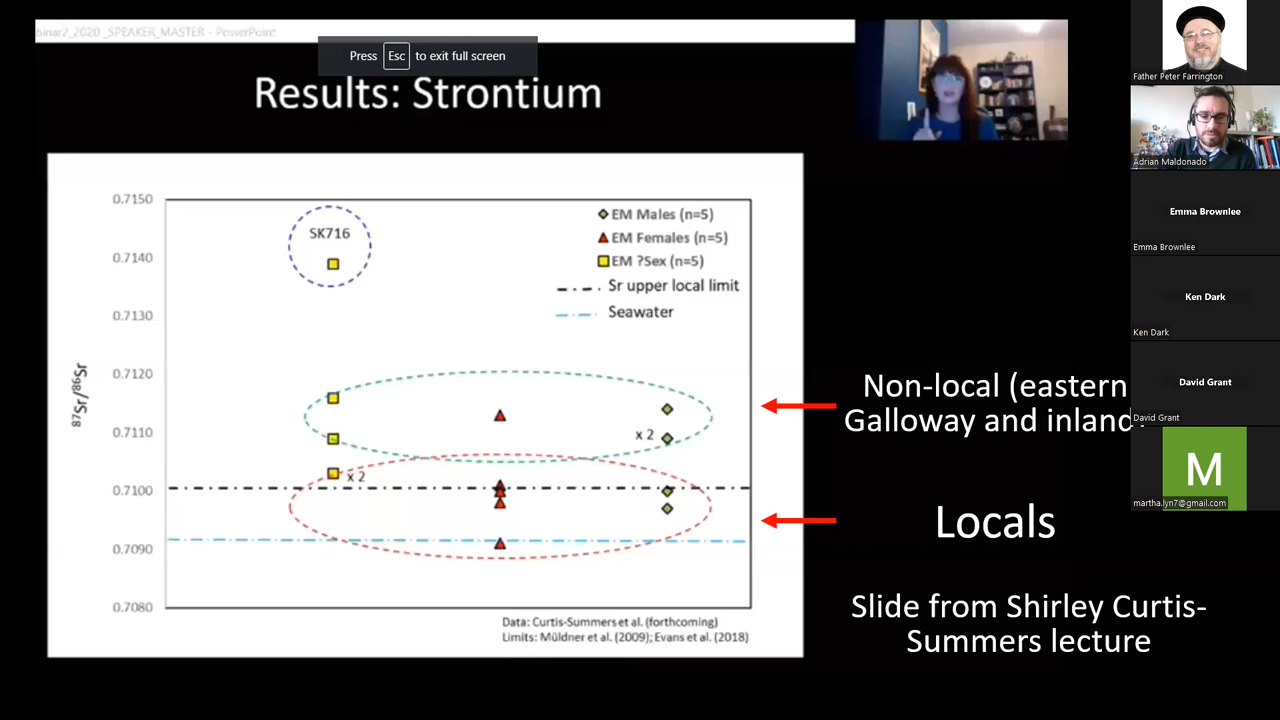 binar2_2020 _SPEAKER_MASTER - PowerPoint
Press Esc to exit full screen
Results: Strontium
0.7150
0.7140
0.7130
0.7120
0.7110
0.7100
0.7090
0.7080
87Sr/86Sr
SK716
EM Males (n=5)
EM Females (n=5)
EM ?Sex (n=5)
Sr upper local limit
Seawater
x 2
x 2
Data: Curtis-Summers et al. (forthcoming)
Limits: Müldner et al. (2009); Evans et al. (2018)
Non-local (eastern
Galloway and inland
Locals
Slide from Shirley Curtis-
Summers lecture
Father Peter Farrington
Adrian Maldonado
Emma Brownlee
Emma Brownlee
Ken Dark
Ken Dark
David Grant
David Grant
M
martha.lyn7@gmail.com